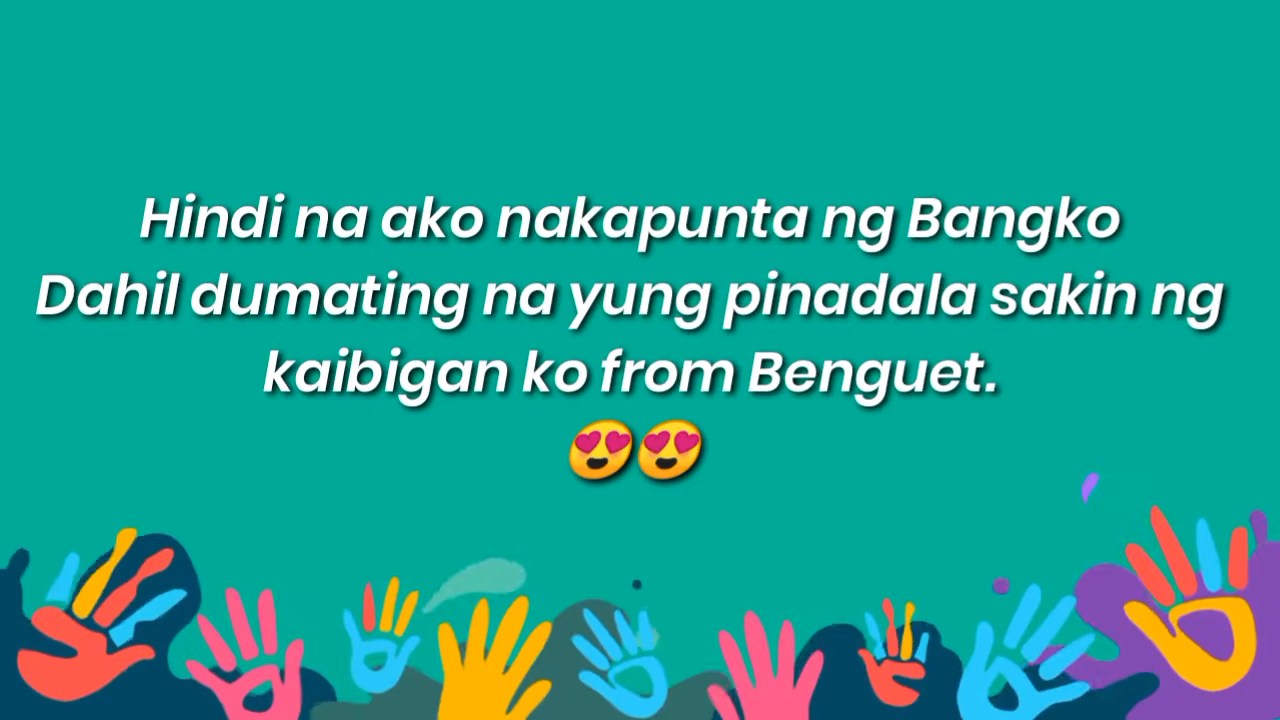 Hindi na ako nakapunta ng Bangko
Dahil dumating na yung pinadala sakin ng
kaibigan ko from Benguet.
😍😍